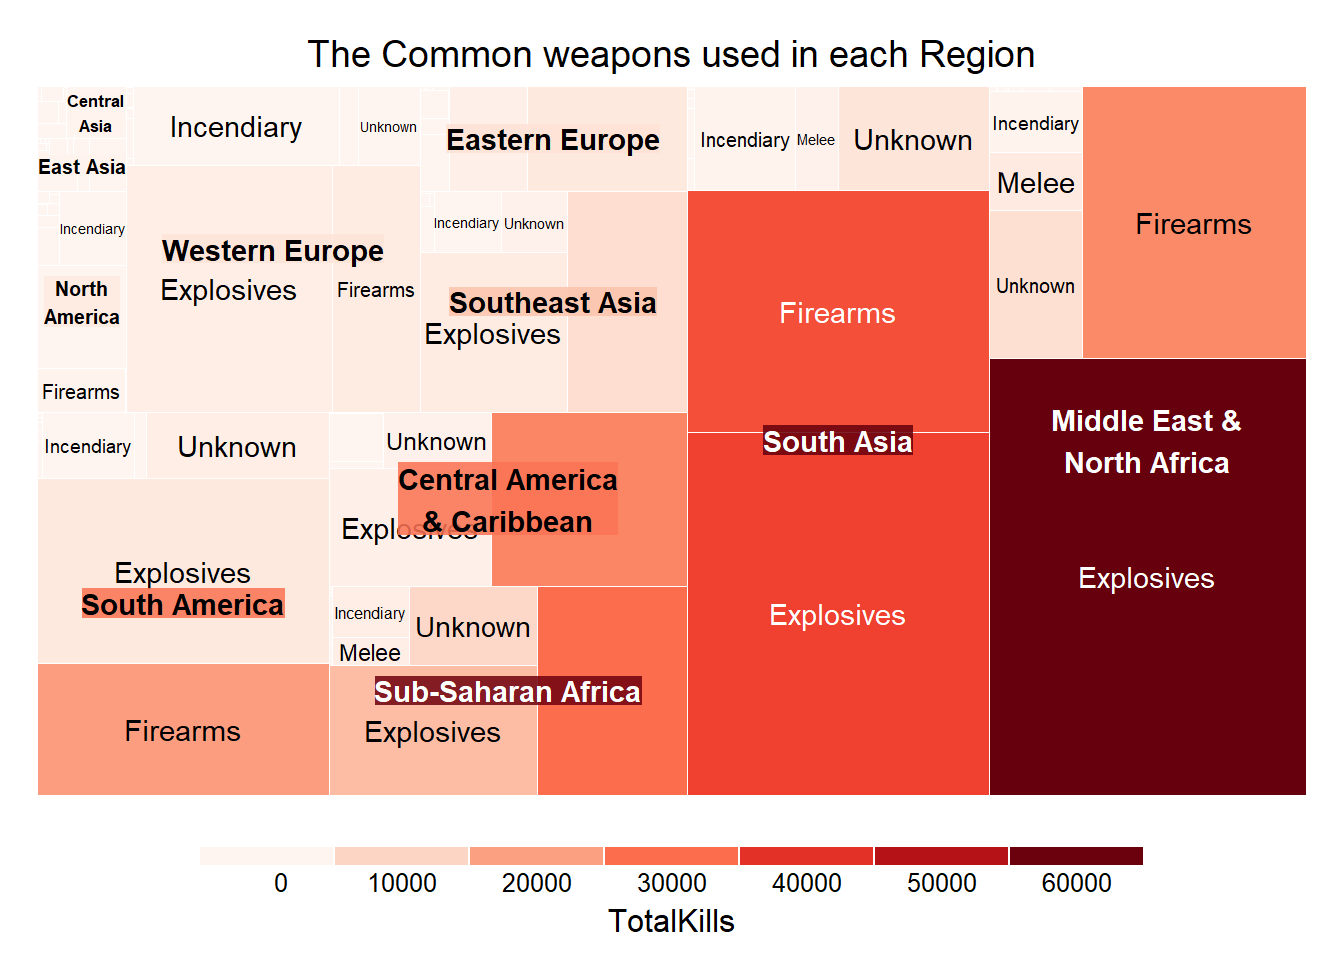 The Common weapons used in each Region
Central
Asia
Incendiary
Unknown
East Asia
Incendiary
Western Europe
Explosives
Firearms
North
America
Firearms
Eastern Europe
Incendiary
Unknown
Southeast Asia
Explosives
Incendiary
Melee
Unknown
Firearms
South Asia
Explosives
Incendiary
Melee
Unknown
Firearms
Middle East &
North Africa
Explosives
Incendiary
Unknown
Explosives
South America
Firearms
Unknown
Central America
& Caribbean
Explosives
Incendiary
Melee
Unknown
Sub-Saharan Africa
Explosives
0
10000
20000
30000
40000
50000
60000
TotalKills